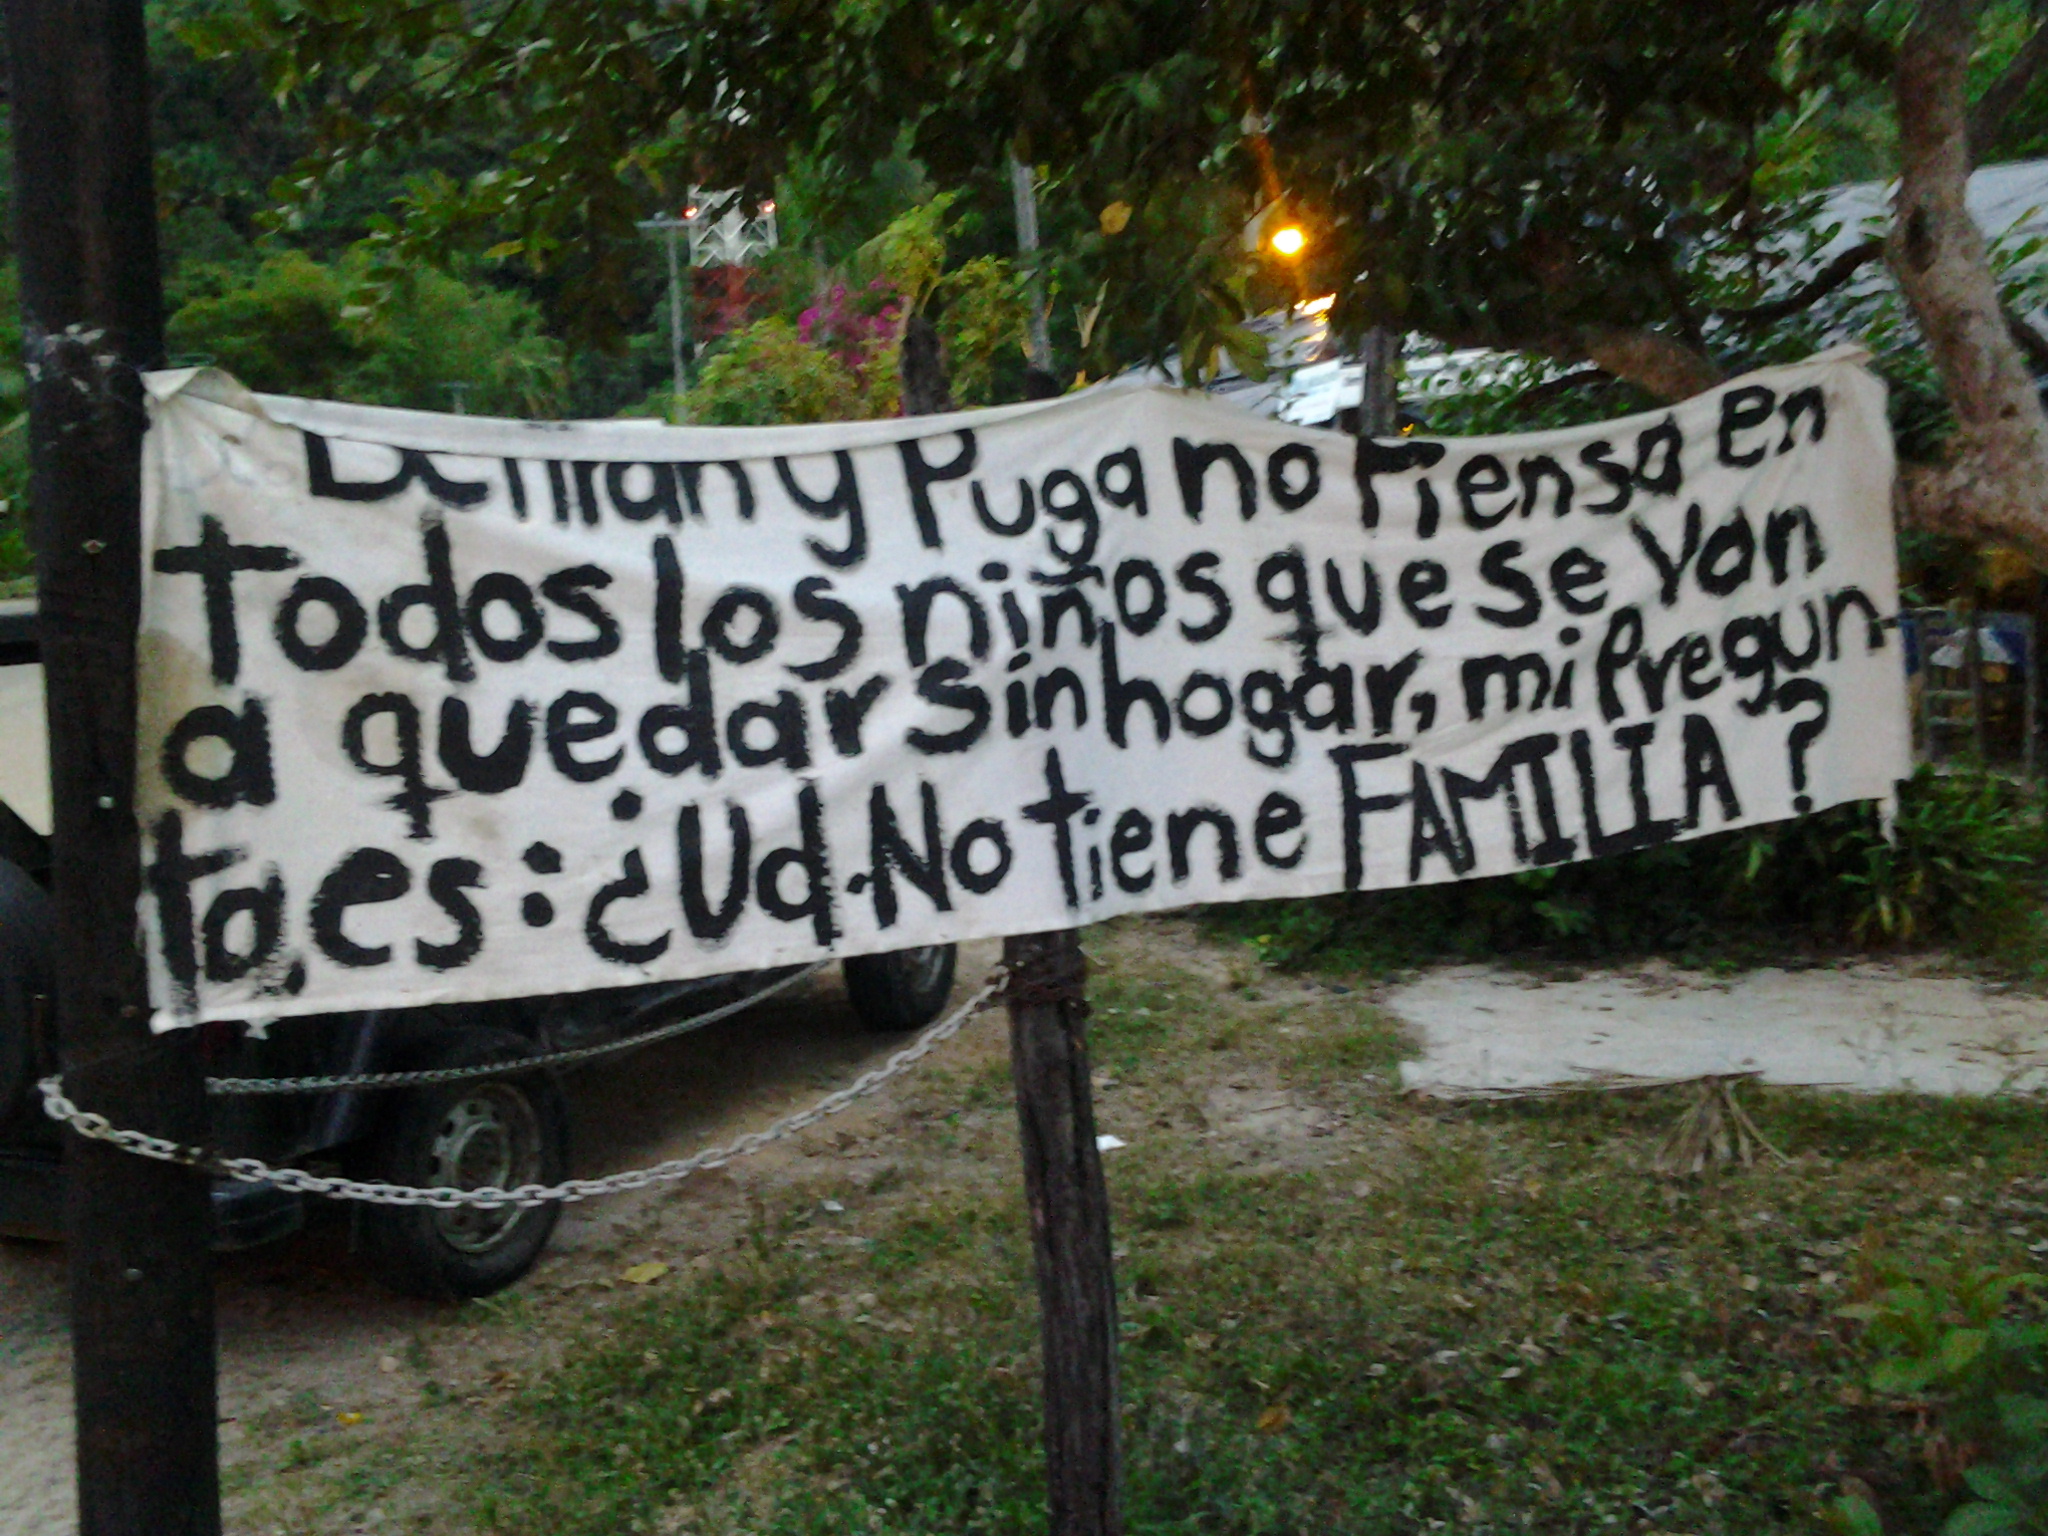 y Puga no Piensa en
Todos los niños que se van
a quedar sin hogar, mi Pregun-
ta, es: ¿Ud. No tiene FAMILIA?